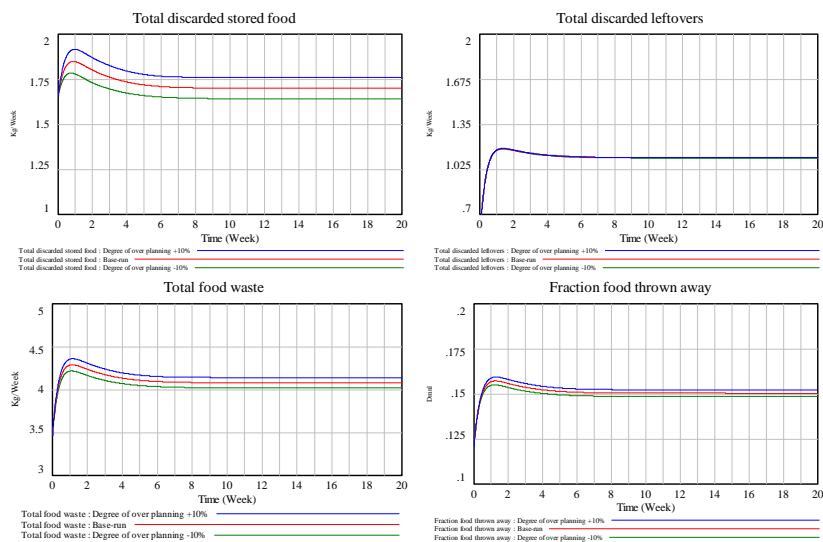 Total discarded stored food
2
1.75
1.5
1.25
1
Kg/Week
0 2 4 6 8 10 12 14 16 18 20
Time (Week)
Total discarded stored food : Degree of over planning +10%
Total discarded stored food : Base-run
Total discarded stored food : Degree of over planning -10%
Total discarded leftovers
2
1.675
1.35
1.025
.7
Kg/Week
0 2 4 6 8 10 12 14 16 18 20
Time (Week)
Total discarded leftovers : Degree of over planning +10%
Total discarded leftovers : Base-run
Total discarded leftovers : Degree of over planning -10%
Total food waste
5
4.5
4
3.5
3
Kg/Week
0 2 4 6 8 10 12 14 16 18 20
Time (Week)
Total food waste : Degree of over planning +10%
Total food waste : Base-run
Total food waste : Degree of over planning -10%
Fraction food thrown away
.2
.175
.15
.125
.1
Dmnl
0 2 4 6 8 10 12 14 16 18 20
Time (Week)
Fraction food thrown away : Degree of over planning +10%
Fraction food thrown away : Base-run
Fraction food thrown away : Degree of over planning -10%